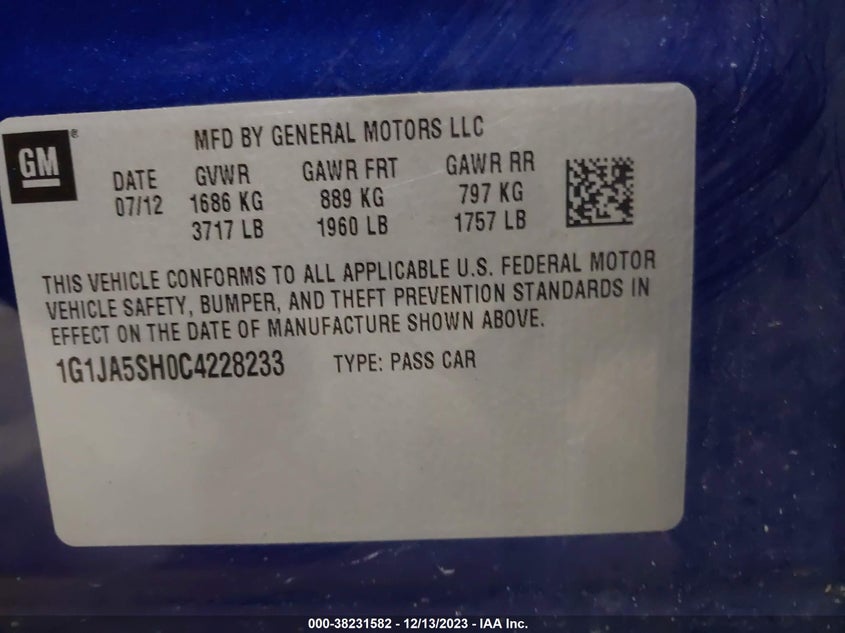 MFD BY GENERAL MOTORS LLC
GM®
DATE GVWR GAWR FRT GAWR RR
07/12 1686 KG 889 KG 797 KG
3717 LB 1960 LB 1757 LB
THIS VEHICLE CONFORMS TO ALL APPLICABLE U.S. FEDERAL MOTOR
VEHICLE SAFETY, BUMPER, AND THEFT PREVENTION STANDARDS IN
EFFECT ON THE DATE OF MANUFACTURE SHOWN ABOVE.
1G1JA5SH0C4228233 TYPE: PASS CAR
000-38231582 - 12/13/2023 - IAA Inc.